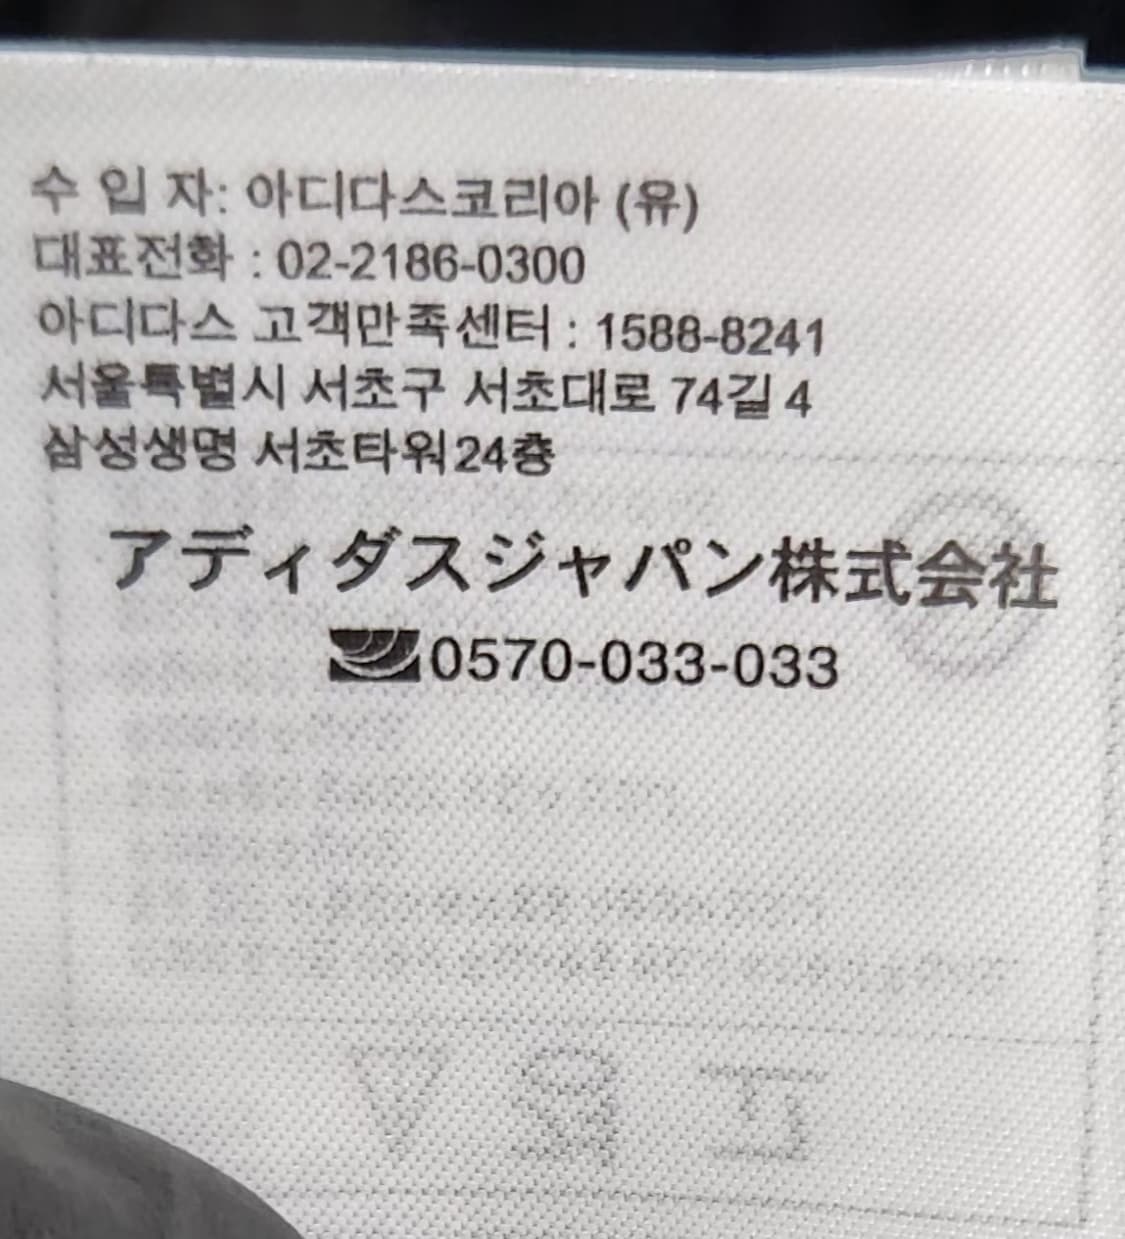 수 입 자: 아디다스코리아 (유)
대표전화 : 02-2186-0300
아디다스 고객만족센터 : 1588-8241
서울특별시 서초구 서초대로 74길 4
삼성생명 서초타워24층
アディダスジャパン株式会社
0570-033-033